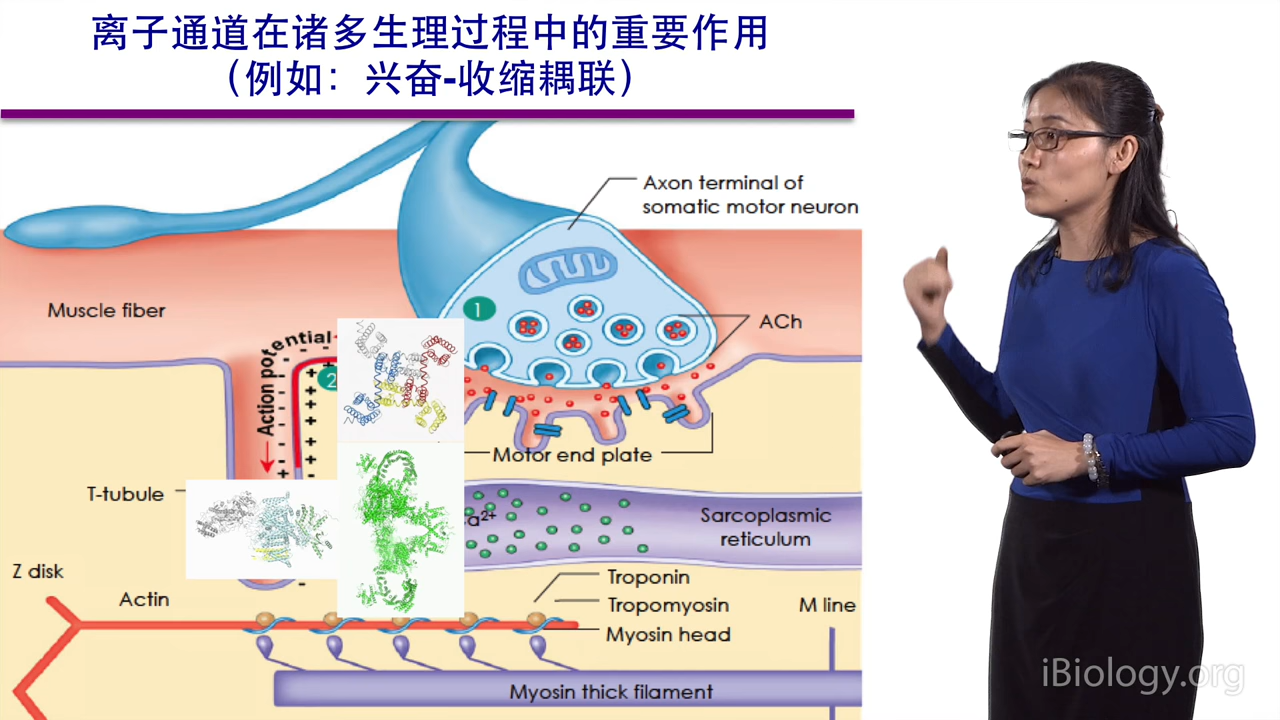 离子通道在诸多生理过程中的重要作用
（例如：兴奋-收缩耦联）
Axon terminal of
somatic motor neuron
Muscle fiber
1
ACh
Action potential
2
Motor end plate
T-tubule
a²⁺
Sarcoplasmic
reticulum
Z disk
Troponin
Actin
Tropomyosin
M line
Myosin head
Myosin thick filament
iBiology.org